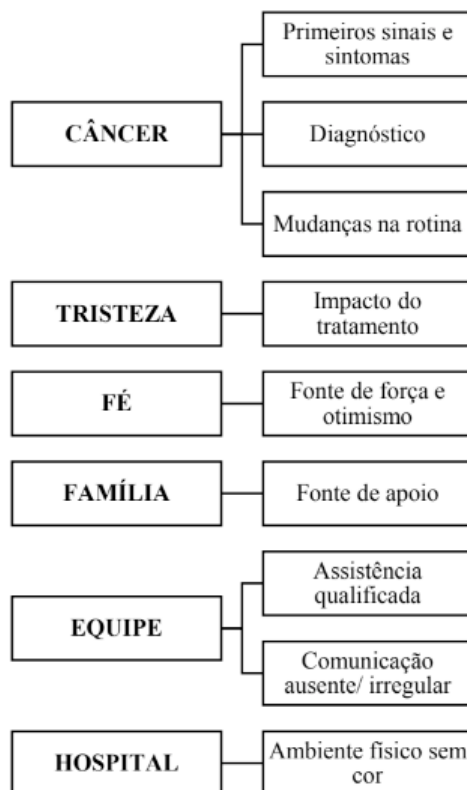 Primeiros sinais e
sintomas
CÂNCER
Diagnóstico
Mudanças na rotina
TRISTEZA
Impacto do
tratamento
FÉ
Fonte de força e
otimismo
FAMÍLIA
Fonte de apoio
EQUIPE
Assistência
qualificada
Comunicação
ausente/ irregular
HOSPITAL
Ambiente físico sem
cor